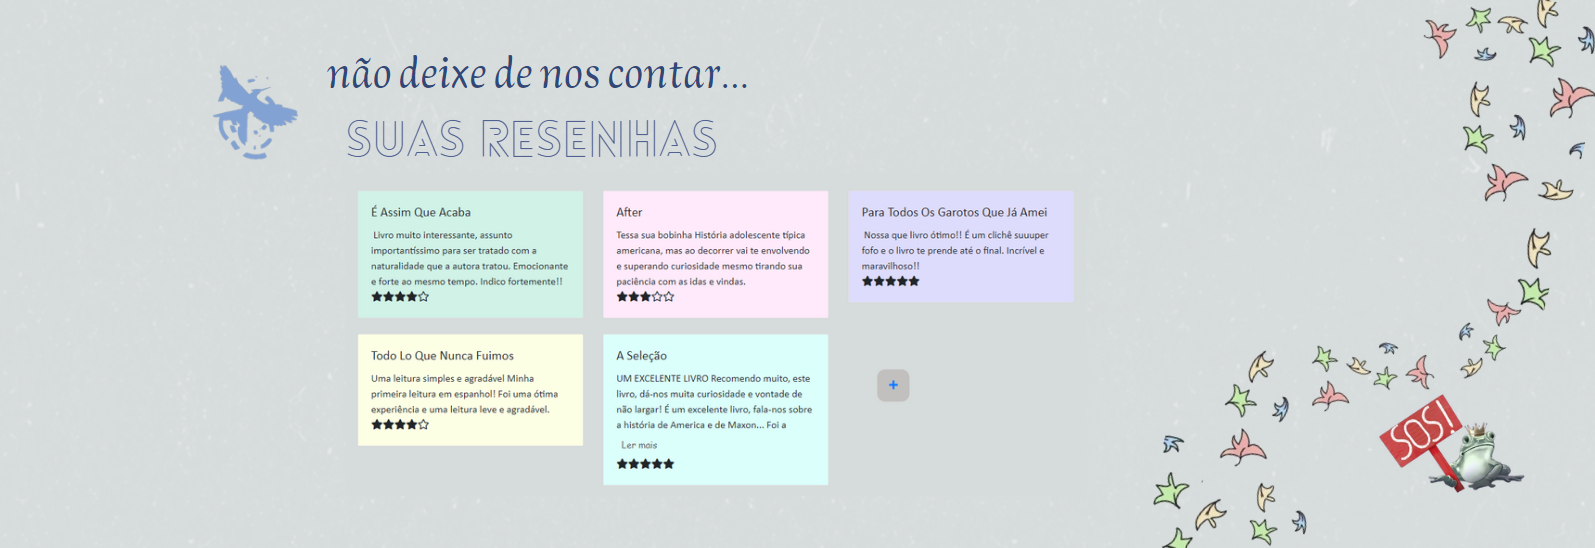 não deixe de nos contar...
SUAS RESENHAS
É Assim Que Acaba
Livro muito interessante, assunto
importantíssimo para ser tratado com a
naturalidade que a autora tratou. Emocionante
e forte ao mesmo tempo. Indico fortemente!!
After
Tessa sua bobinha História adolescente típica
americana, mas ao decorrer vai te envolvendo
e superando curiosidade mesmo tirando sua
paciência com as idas e vindas.
Para Todos Os Garotos Que Já Amei
Nossa que livro ótimo!! É um clichê suuuper
fofo e o livro te prende até o final. Incrível e
maravilhoso!!
Todo Lo Que Nunca Fuimos
Uma leitura simples e agradável Minha
primeira leitura em espanhol! Foi uma ótima
experiência e uma leitura leve e agradável.
A Seleção
UM EXCELENTE LIVRO Recomendo muito, este
livro, dá-nos muita curiosidade e vontade de
não largar! É um excelente livro, fala-nos sobre
a história de America e de Maxon... Foi a
Ler mais
+
SOS!